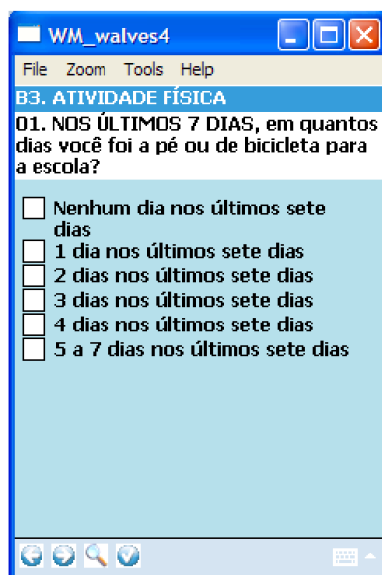 WM_walves4
File Zoom Tools Help
B3. ATIVIDADE FÍSICA
01. NOS ÚLTIMOS 7 DIAS, em quantos
dias você foi a pé ou de bicicleta para
a escola?
Nenhum dia nos últimos sete
dias
1 dia nos últimos sete dias
2 dias nos últimos sete dias
3 dias nos últimos sete dias
4 dias nos últimos sete dias
5 a 7 dias nos últimos sete dias